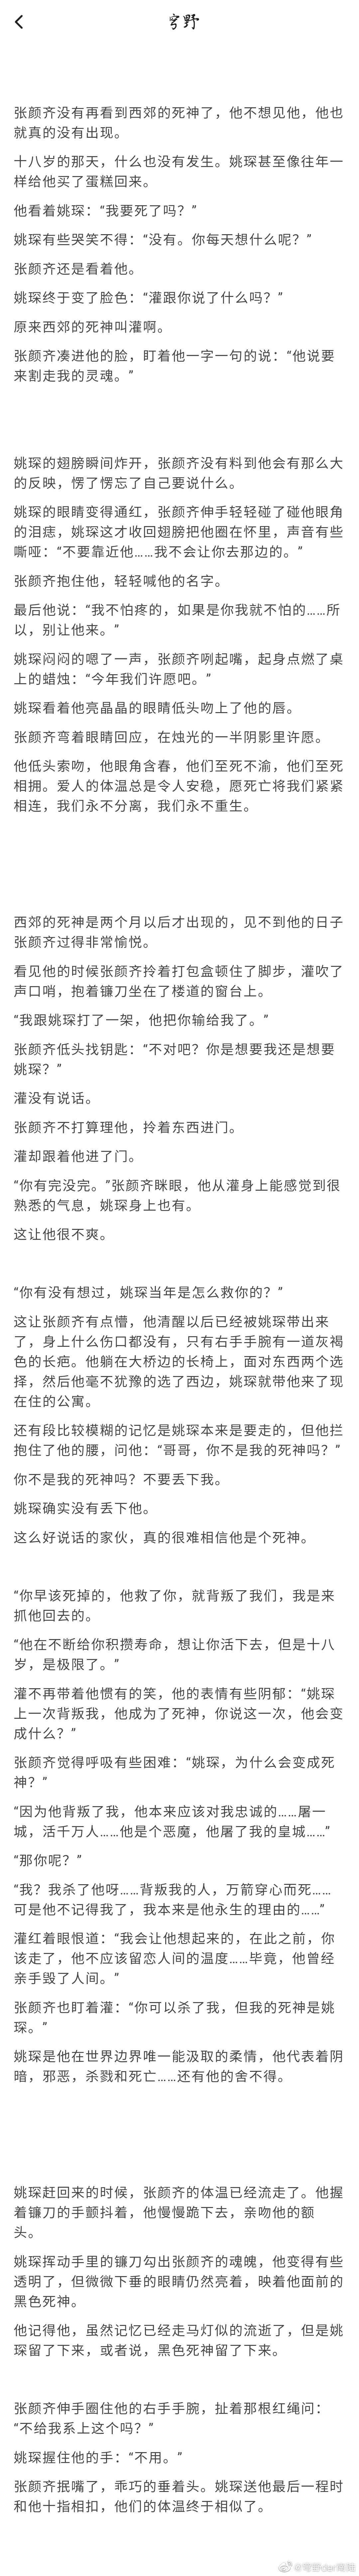 穹野
张颜齐没有再看到西郊的死神了，他不想见他，他也
就真的没有出现。
十八岁的那天，什么也没有发生。姚琛甚至像往年一
样给他买了蛋糕回来。
他看着姚琛：“我要死了吗？”
姚琛有些哭笑不得：“没有。你每天想什么呢？”
张颜齐还是看着他。
姚琛终于变了脸色：“灌跟你说了什么吗？”
原来西郊的死神叫灌啊。
张颜齐凑进他的脸，盯着他一字一句的说：“他说要
来割走我的灵魂。”
姚琛的翅膀瞬间炸开，张颜齐没有料到他会有那么大
的反映，愣了愣忘了自己要说什么。
姚琛的眼睛变得通红，张颜齐伸手轻轻碰了碰他眼角
的泪痣，姚琛这才收回翅膀把他圈在怀里，声音有些
嘶哑：“不要靠近他……我不会让你去那边的。”
张颜齐抱住他，轻轻喊他的名字。
最后他说：“我不怕疼的，如果是你我就不怕的……所
以，别让他来。”
姚琛闷闷的嗯了一声，张颜齐咧起嘴，起身点燃了桌
上的蜡烛：“今年我们许愿吧。”
姚琛看着他亮晶晶的眼睛低头吻上了他的唇。
张颜齐弯着眼睛回应，在烛光的一半阴影里许愿。
他低头索吻，他眼角含春，他们至死不渝，他们至死
相拥。爱人的体温总是令人安稳，愿死亡将我们紧紧
相连，我们永不分离，我们永不重生。
西郊的死神是两个月以后才出现的，见不到他的日子
张颜齐过得非常愉悦。
看见他的时候张颜齐拎着打包盒顿住了脚步，灌吹了
声口哨，抱着镰刀坐在了楼道的窗台上。
“我跟姚琛打了一架，他把你输给我了。”
张颜齐低头找钥匙：“不对吧？你是想要我还是想要
姚琛？”
灌没有说话。
张颜齐不打算理他，拎着东西进门。
灌却跟着他进了门。
“你有完没完。”张颜齐眯眼，他从灌身上能感觉到很
熟悉的气息，姚琛身上也有。
这让他很不爽。
“你有没有想过，姚琛当年是怎么救你的？”
这让张颜齐有点懵，他清醒以后已经被姚琛带出来
了，身上什么伤口都没有，只有右手手腕有一道灰褐
色的长疤。他躺在大桥边的长椅上，面对东西两个选
择，然后他毫不犹豫的选了西边，姚琛就带他来了现
在住的公寓。
还有段比较模糊的记忆是姚琛本来是要走的，但他拦
抱住了他的腰，问他：“哥哥，你不是我的死神吗？”
你不是我的死神吗？不要丢下我。
姚琛确实没有丢下他。
这么好说话的家伙，真的很难相信他是个死神。
“你早该死掉的，他救了你，就背叛了我们，我是来
抓他回去的。
“他在不断给你积攒寿命，想让你活下去，但是十八
岁，是极限了。”
灌不再带着他惯有的笑，他的表情有些阴郁：“姚琛
上一次背叛我，他成为了死神，你说这一次，他会变
成什么？”
张颜齐觉得呼吸有些困难：“姚琛，为什么会变成死
神？”
“因为他背叛了我，他本来应该对我忠诚的……屠一
城，活千万人……他是个恶魔，他屠了我的皇城……”
“那你呢？”
“我？我杀了他呀……背叛我的人，万箭穿心而死……
可是他不记得我了，我本来是他永生的理由的……”
灌红着眼恨道：“我会让他想起来的，在此之前，你
该走了，他不应该留恋人间的温度……毕竟，他曾经
亲手毁了人间。”
张颜齐也盯着灌：“你可以杀了我，但我的死神是姚
琛。”
姚琛是他在世界边界唯一能汲取的柔情，他代表着阴
暗，邪恶，杀戮和死亡……还有他的舍不得。
姚琛赶回来的时候，张颜齐的体温已经流走了。他握
着镰刀的手颤抖着，他慢慢跪下去，亲吻他的额
头。
姚琛挥动手里的镰刀勾出张颜齐的魂魄，他变得有些
透明了，但微微下垂的眼睛仍然亮着，映着他面前的
黑色死神。
他记得他，虽然记忆已经走马灯似的流逝了，但是姚
琛留了下来，或者说，黑色死神留了下来。
张颜齐伸手圈住他的右手手腕，扯着那根红绳问：
“不给我系上这个吗？”
姚琛握住他的手：“不用。”
张颜齐抿嘴了，乖巧的垂着头。姚琛送他最后一程时
和他十指相扣，他们的体温终于相似了。